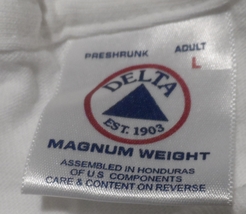 PRESHRUNK ADULT
L
DELTA
EST. 1903
MAGNUM WEIGHT
ASSEMBLED IN HONDURAS
OF U.S COMPONENTS
CARE & CONTENT ON REVERSE